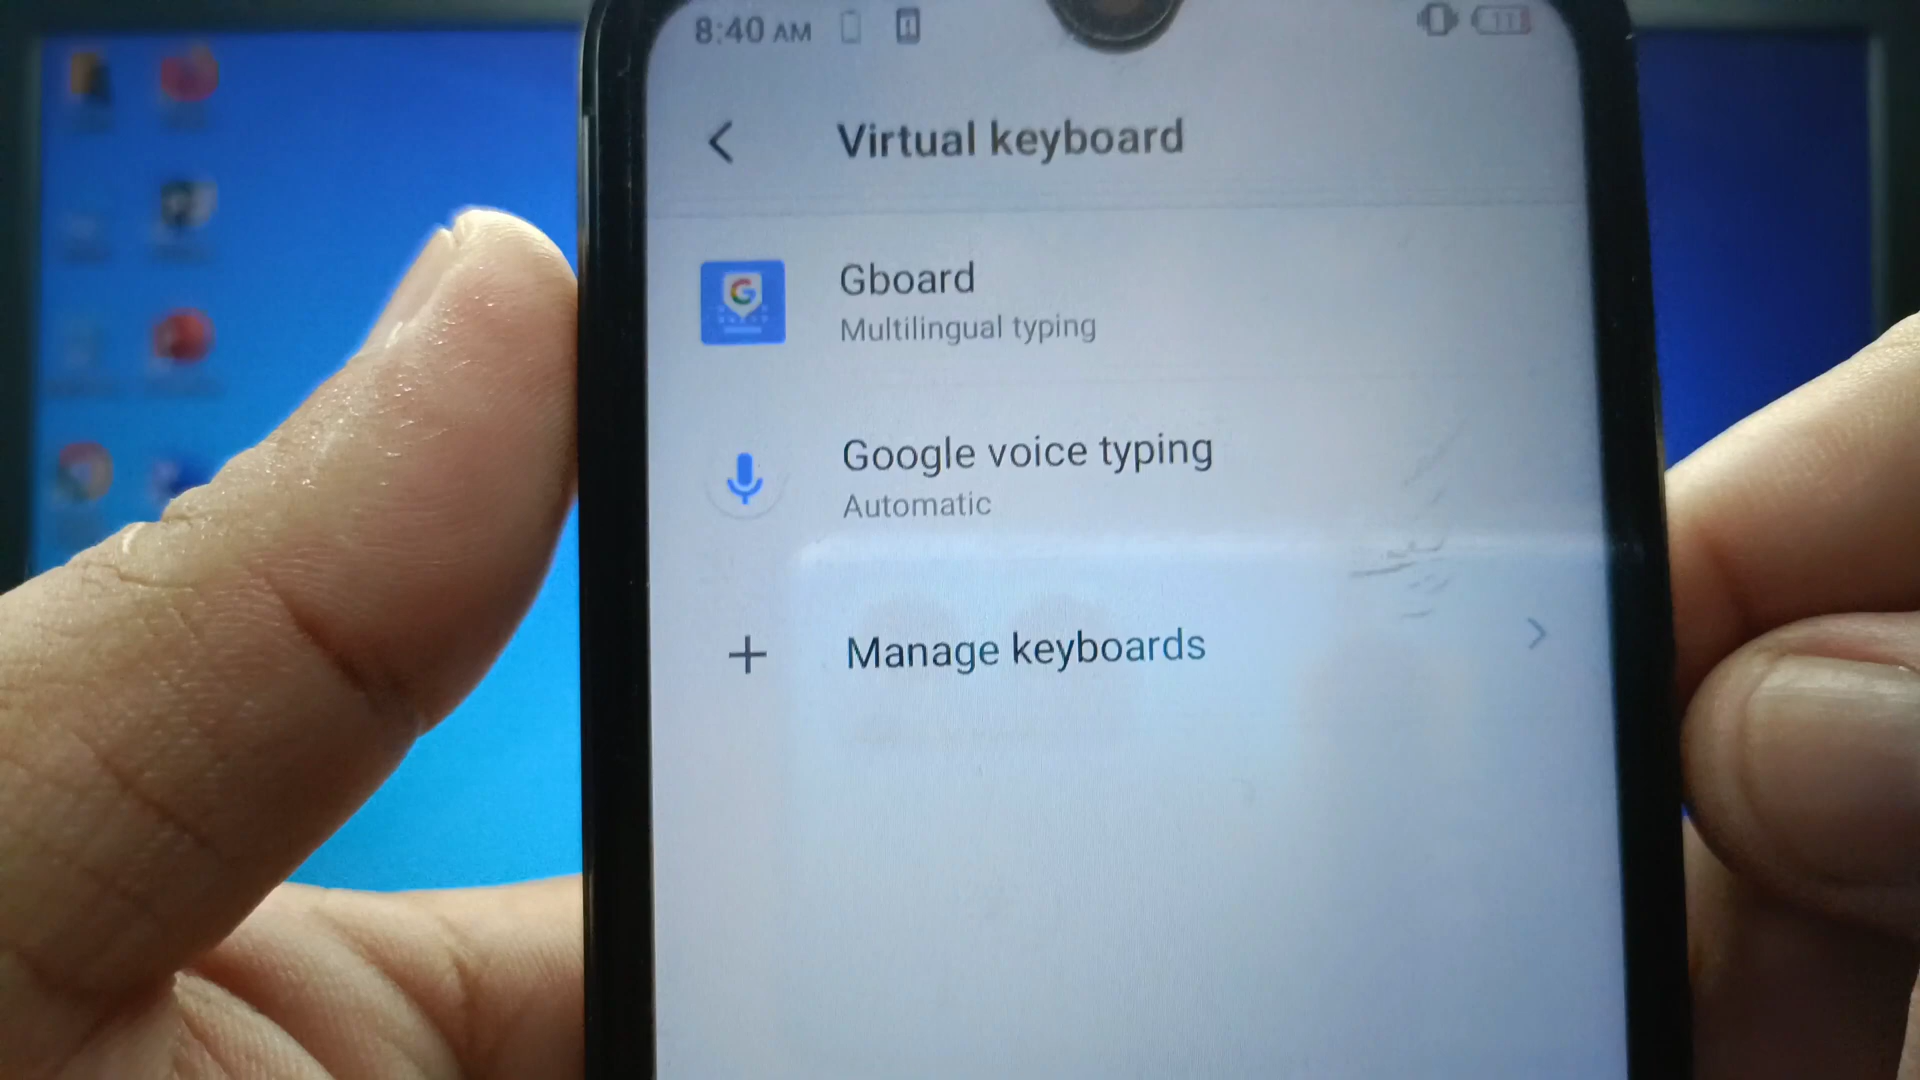 8:40 AM
Virtual keyboard
Gboard
Multilingual typing
Google voice typing
Automatic
Manage keyboards